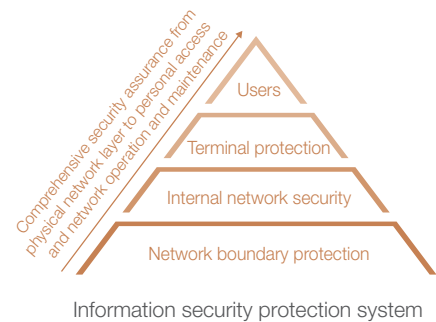 Comprehensive security assurance from
physical network layer to personal access
and network operation and maintenance
Users
Terminal protection
Internal network security
Network boundary protection
Information security protection system